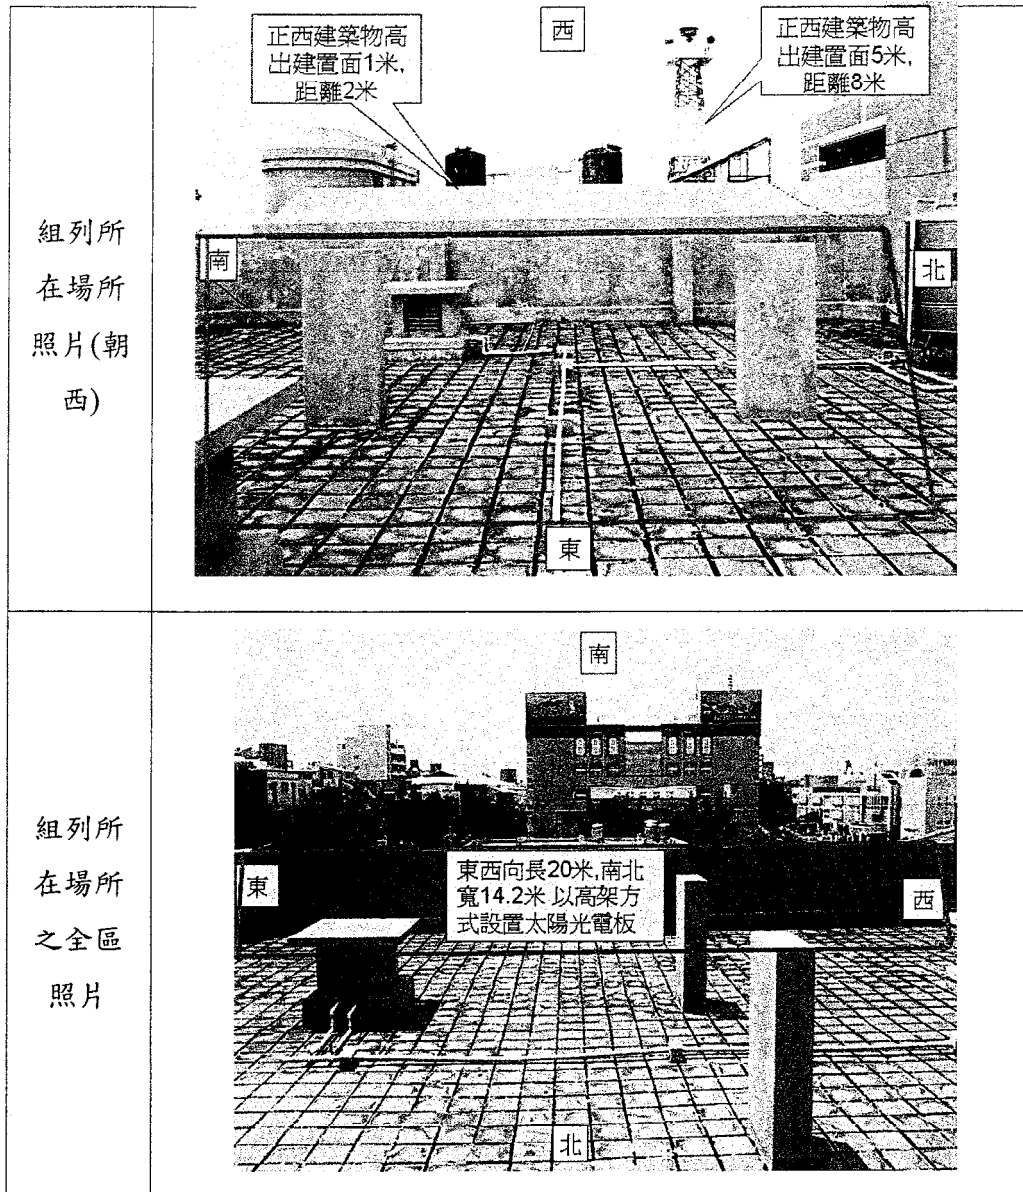 組列所
在場所
照片(朝
西)
西
正西建築物高
出建置面1米,
距離2米
正西建築物高
出建置面5米,
距離8米
南
北
東
組列所
在場所
之全區
照片
南
東
東西向長20米,南北
寬14.2米 以高架方
式設置太陽光電板
西
北